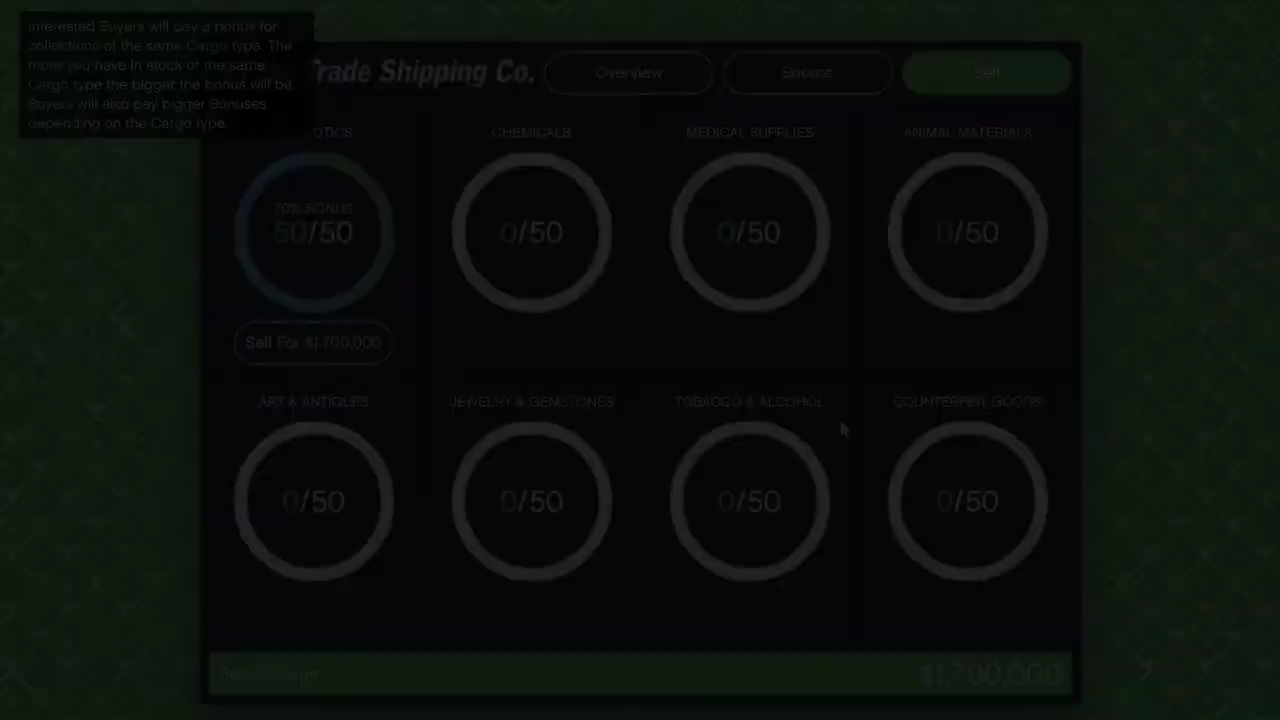 Interested Buyers will pay a bonus for
collections of the same Cargo type. The
more you have in stock of the same
Cargo type the bigger the bonus will be.
Buyers will also pay bigger Bonuses
depending on the Cargo type.
Trade Shipping Co.
Overview
Source
Sell
OTICS
CHEMICALS
MEDICAL SUPPLIES
ANIMAL MATERIALS
70% BONUS
50/50
0/50
0/50
0/50
Sell For $1,700,000
ART & ANTIQUES
JEWELRY & GEMSTONES
TOBACCO & ALCOHOL
COUNTERFEIT GOODS
0/50
0/50
0/50
0/50
$1,700,000